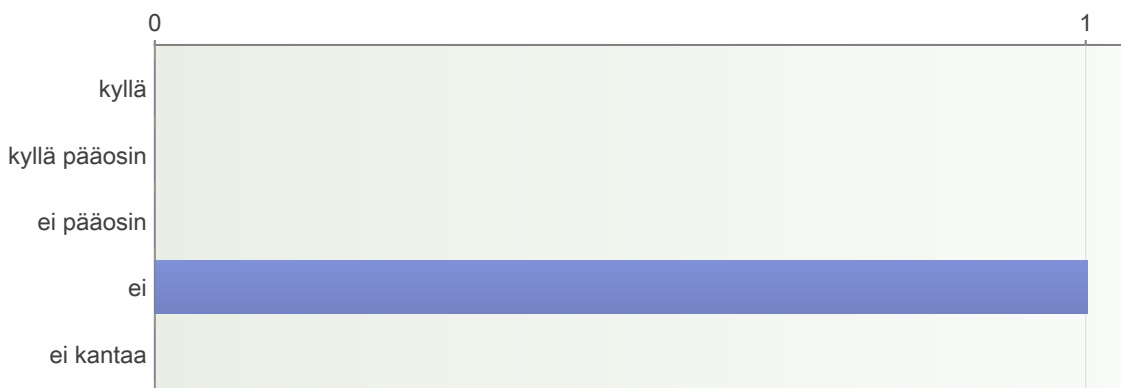 0 1
kyllä
kyllä pääosin
ei pääosin
ei
ei kantaa